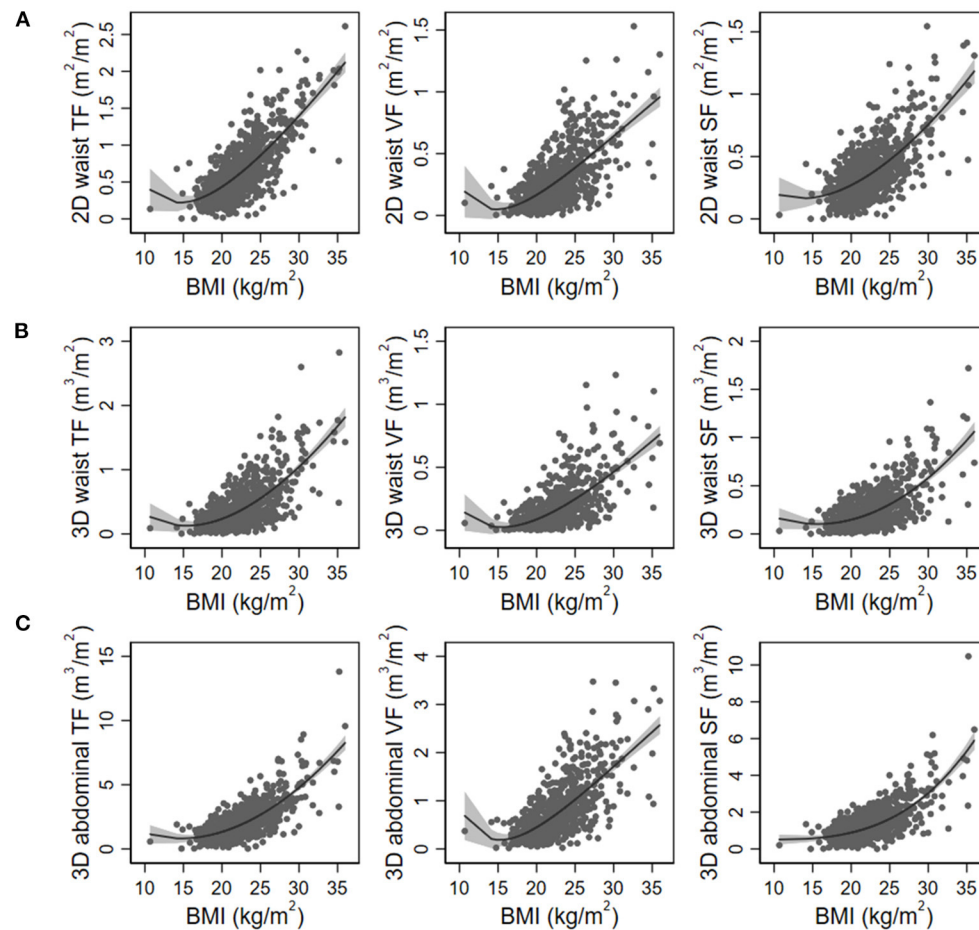 A
2D waist TF (m²/m²)
0 0.5 1 1.5 2 2.5
10 15 20 25 30 35
BMI (kg/m²)
2D waist VF (m²/m²)
0 0.5 1 1.5
10 15 20 25 30 35
BMI (kg/m²)
2D waist SF (m²/m²)
0 0.5 1 1.5
10 15 20 25 30 35
BMI (kg/m²)
B
3D waist TF (m³/m²)
0 1 2 3
10 15 20 25 30 35
BMI (kg/m²)
3D waist VF (m³/m²)
0 0.5 1 1.5
10 15 20 25 30 35
BMI (kg/m²)
3D waist SF (m³/m²)
0 0.5 1 1.5 2
10 15 20 25 30 35
BMI (kg/m²)
C
3D abdominal TF (m³/m²)
0 5 10 15
10 15 20 25 30 35
BMI (kg/m²)
3D abdominal VF (m³/m²)
0 1 2 3 4
10 15 20 25 30 35
BMI (kg/m²)
3D abdominal SF (m³/m²)
0 2 4 6 8 10
10 15 20 25 30 35
BMI (kg/m²)